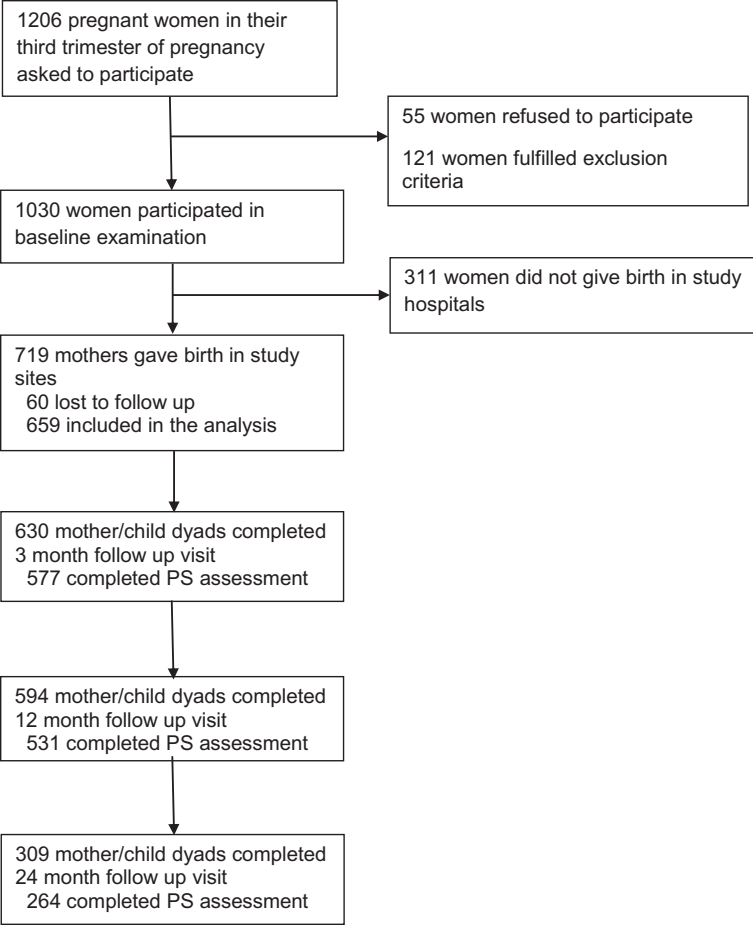 1206 pregnant women in their
third trimester of pregnancy
asked to participate
55 women refused to participate
121 women fulfilled exclusion
criteria
1030 women participated in
baseline examination
311 women did not give birth in study
hospitals
719 mothers gave birth in study
sites
60 lost to follow up
659 included in the analysis
630 mother/child dyads completed
3 month follow up visit
577 completed PS assessment
594 mother/child dyads completed
12 month follow up visit
531 completed PS assessment
309 mother/child dyads completed
24 month follow up visit
264 completed PS assessment